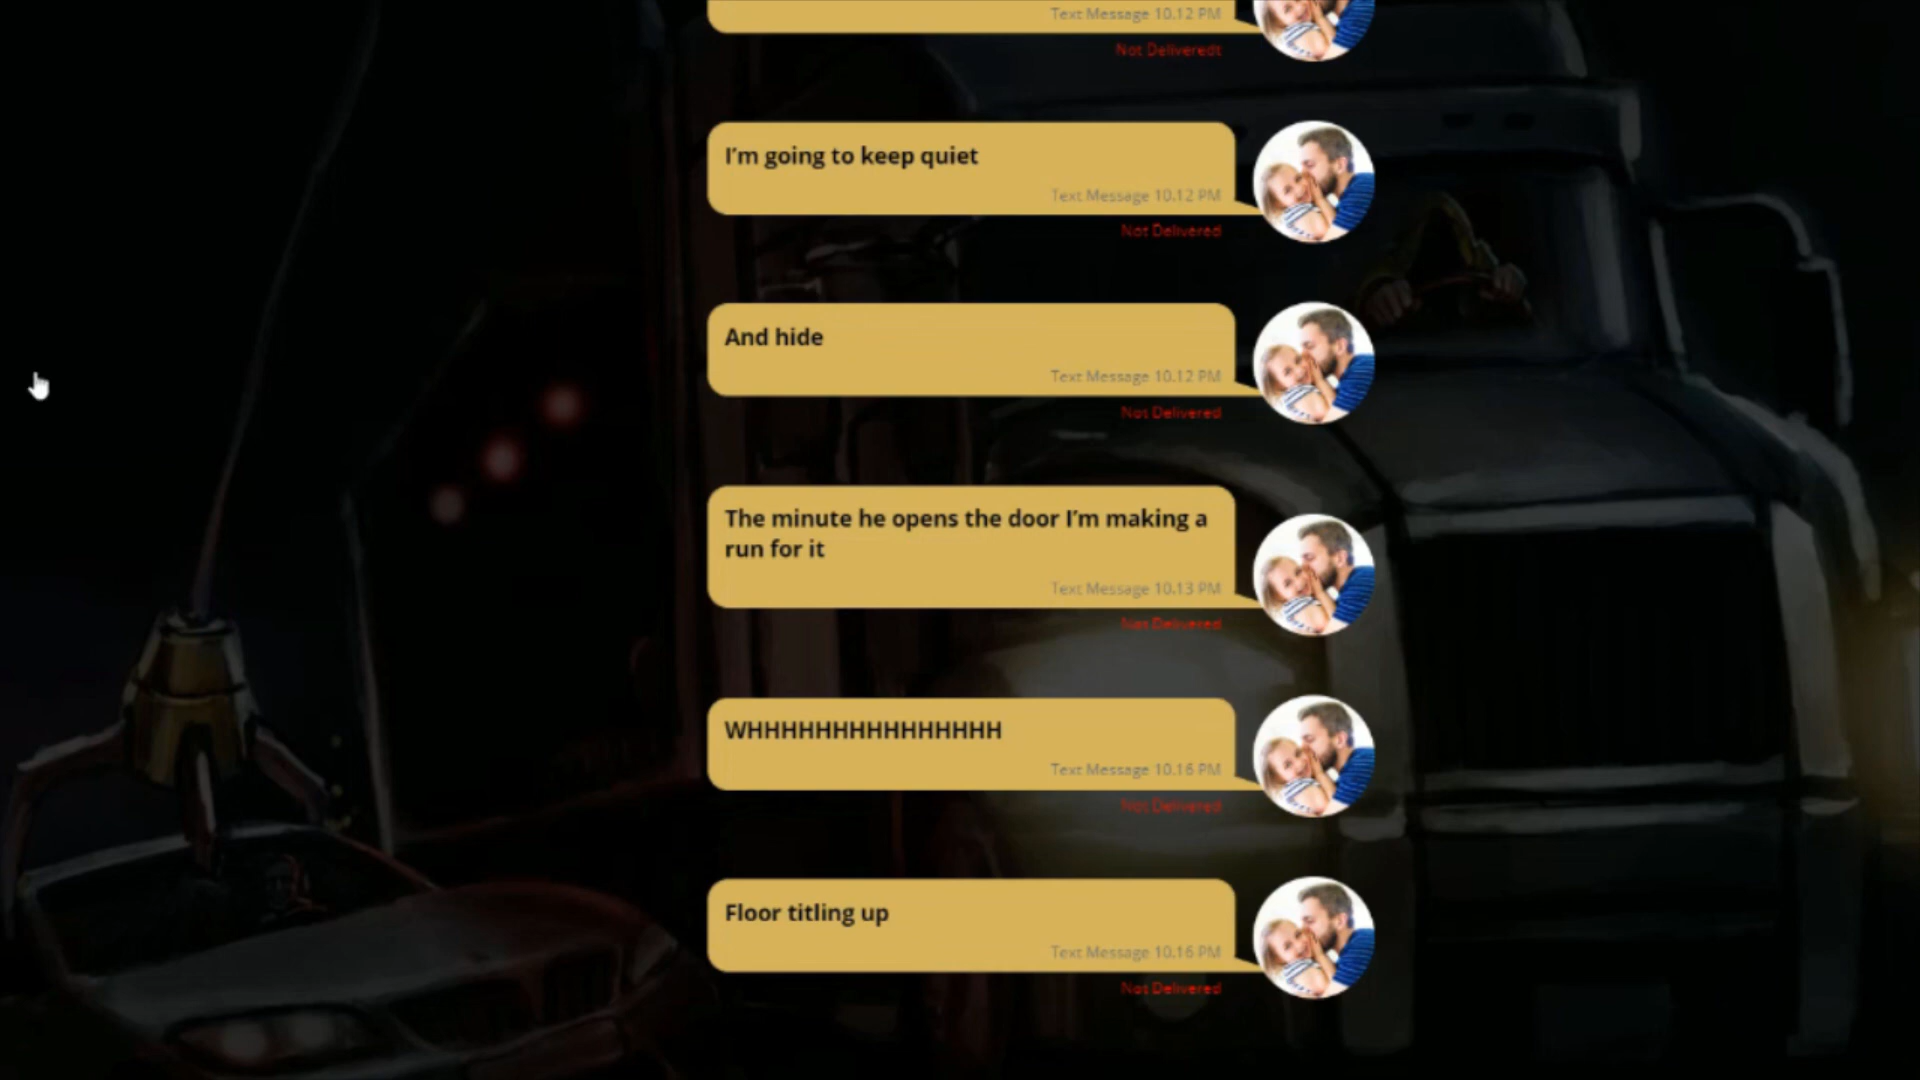 Text Message 10.12 PM
Not Deliveredt
I'm going to keep quiet
Text Message 10.12 PM
Not Delivered
And hide
Text Message 10.12 PM
Not Delivered
The minute he opens the door I'm making a
run for it
Text Message 10.13 PM
Not Delivered
WHHHHHHHHHHHHHHH
Text Message 10.16 PM
Not Delivered
Floor titling up
Text Message 10.16 PM
Not Delivered